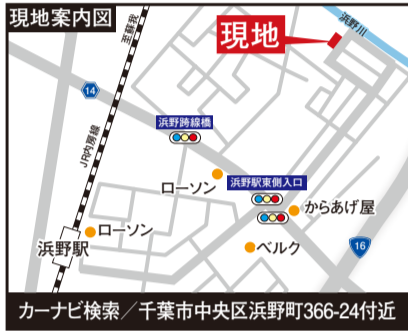 現地案内図
至蘇我
浜野川
現地
14
浜野跨線橋
JR内房線
ローソン
浜野駅東側入口
からあげ屋
ローソン
浜野駅
ベルク
16
カーナビ検索／千葉市中央区浜野町366-24付近